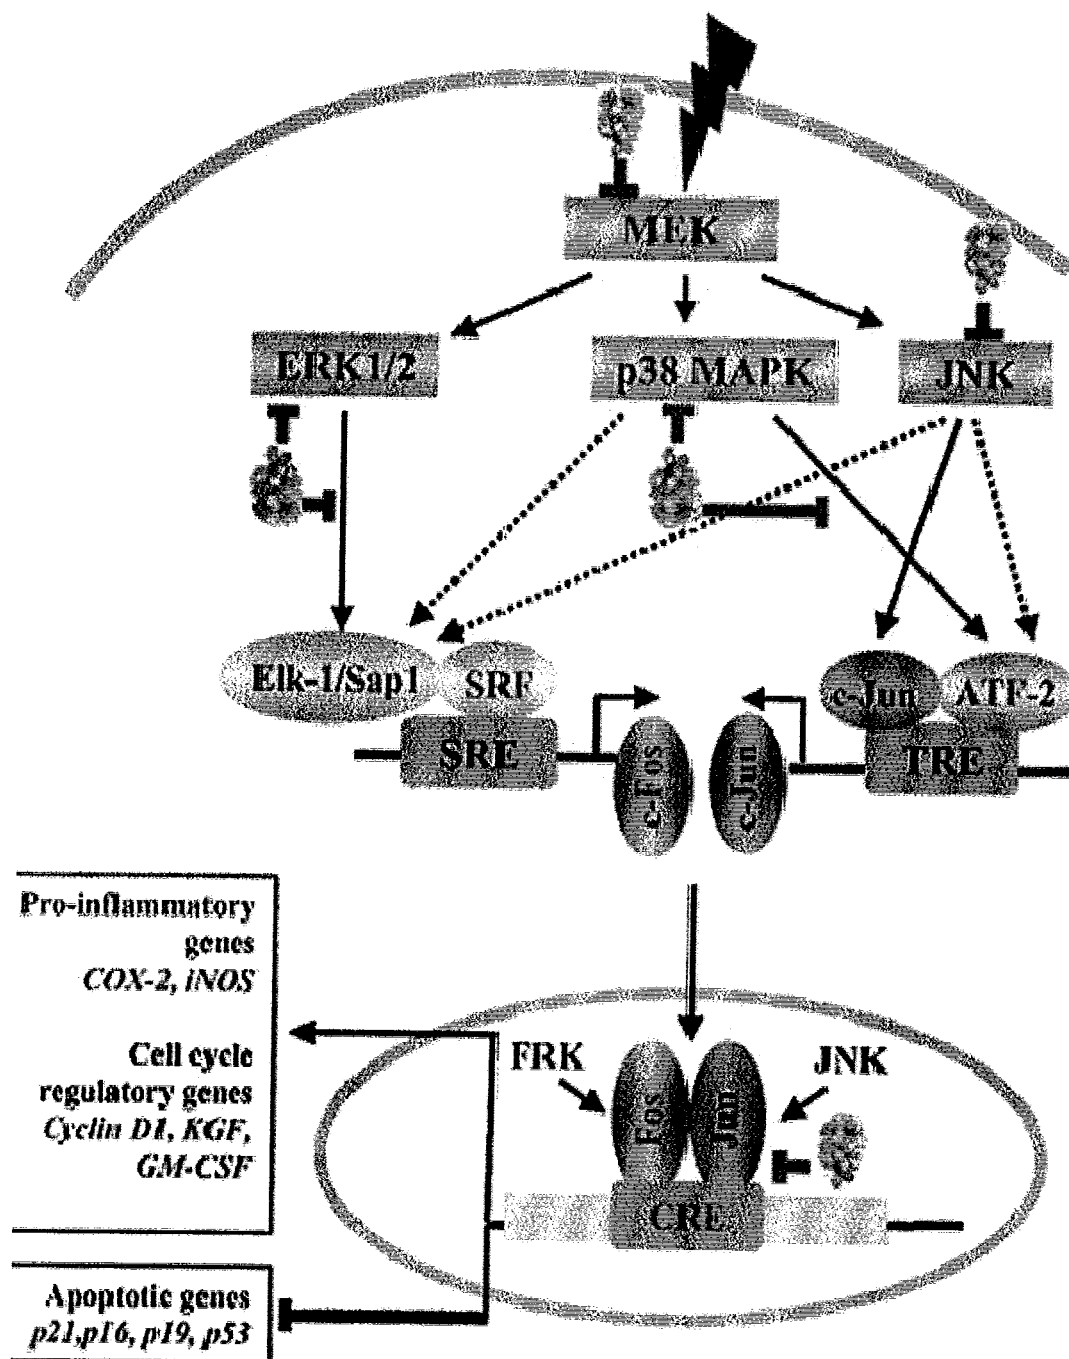 MEK
ERK1/2
p38 MAPK
JNK
Elk-1/Sap1
SRF
c-Jun
ATF-2
SRE
c-Fos
c-Jun
TRE
Pro-inflammatory
genes
COX-2, iNOS
Cell cycle
regulatory genes
Cyclin D1, KGF,
GM-CSF
FRK
JNK
Fos
Jun
CRE
Apoptotic genes
p21,p16, p19, p53